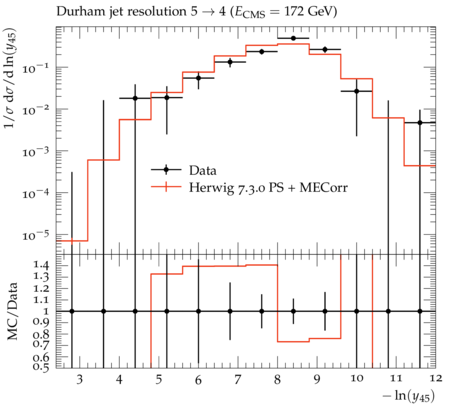 Durham jet resolution 5 → 4 (E_CMS = 172 GeV)
1/σ dσ/d ln(y_45)
10^−1
10^−2
10^−3
10^−4
10^−5
Data
Herwig 7.3.0 PS + MECorr
MC/Data
1.4
1.3
1.2
1.1
1
0.9
0.8
0.7
0.6
0.5
3 4 5 6 7 8 9 10 11 12
− ln(y_45)